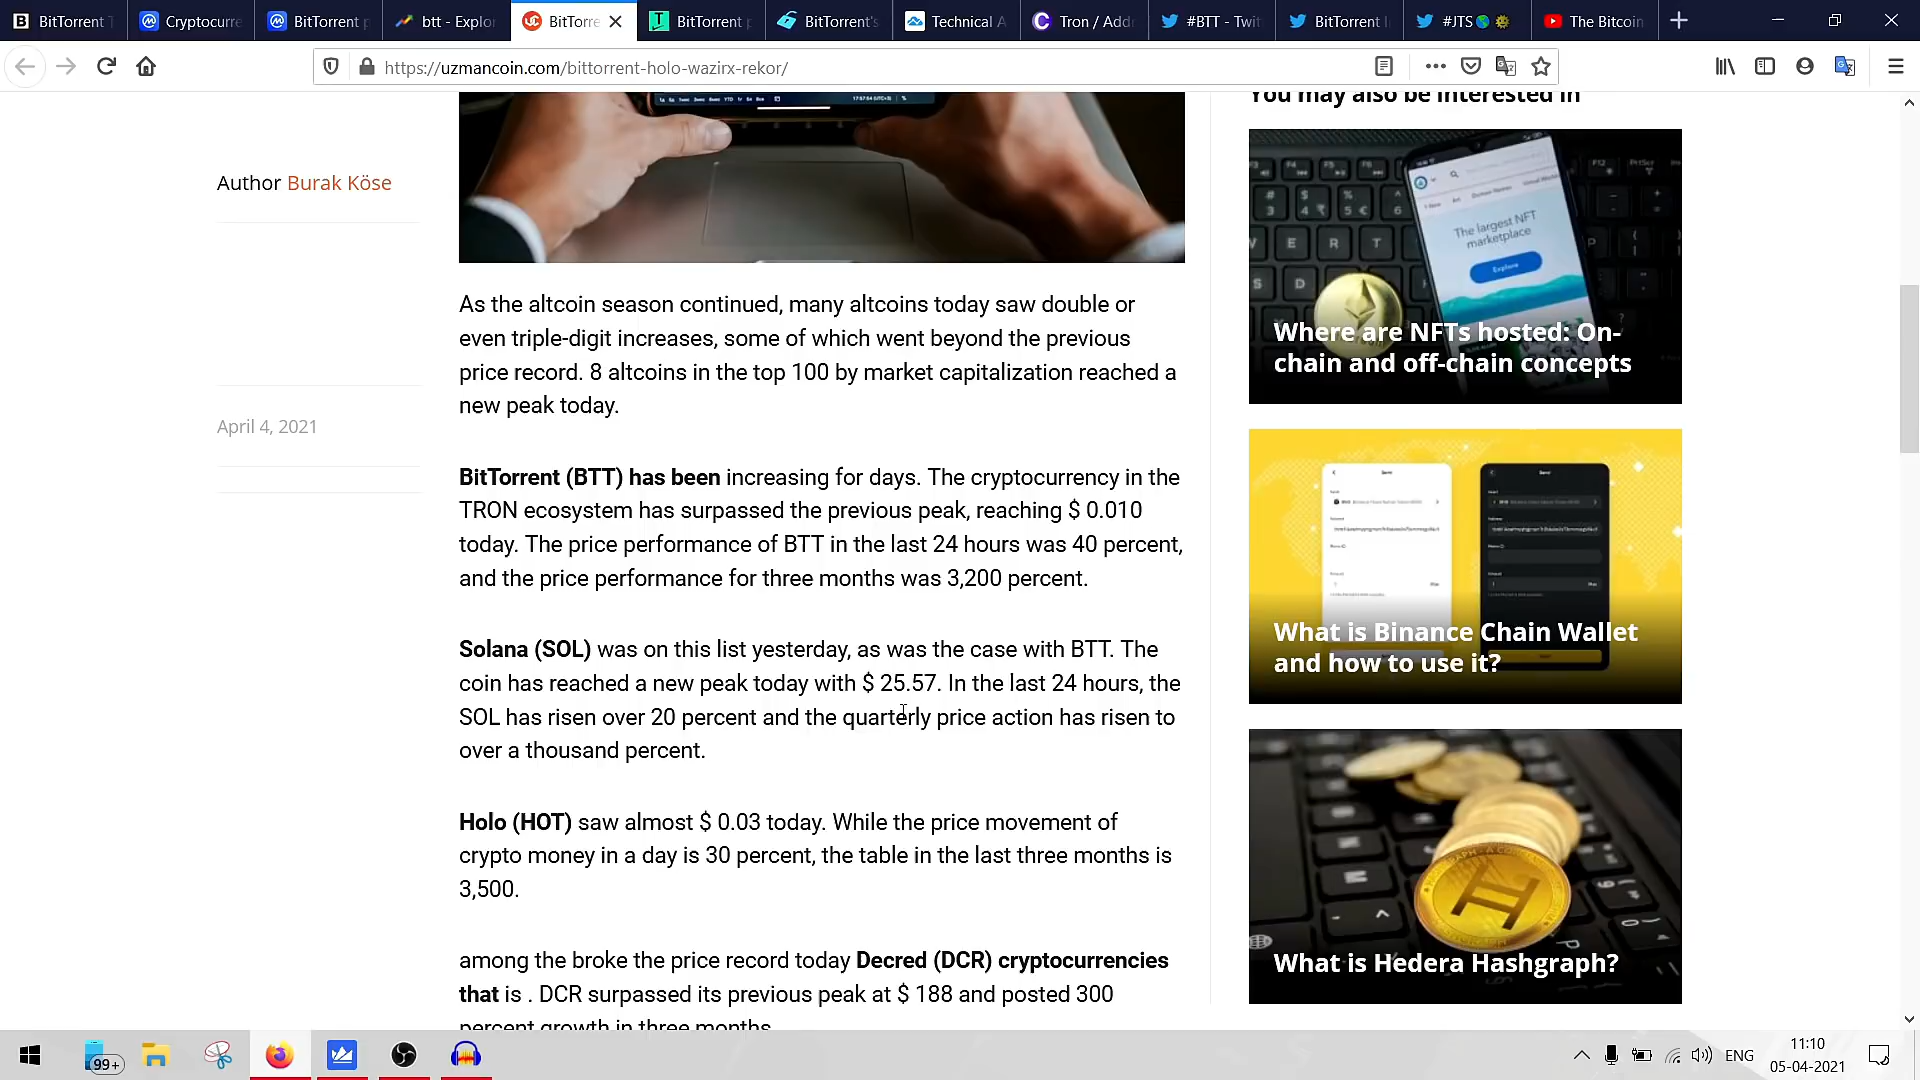 BitTorrent T
Cryptocurre
BitTorrent p
btt - Explo
BitTorre
BitTorrent p
BitTorrent's
Technical A
Tron / Addr
#BTT - Twit
BitTorrent I
#JTS
The Bitcoin
https://uzmancoin.com/bittorrent-holo-wazirx-rekor/
Author Burak Köse
April 4, 2021
As the altcoin season continued, many altcoins today saw double or
even triple-digit increases, some of which went beyond the previous
price record. 8 altcoins in the top 100 by market capitalization reached a
new peak today.
BitTorrent (BTT) has been increasing for days. The cryptocurrency in the
TRON ecosystem has surpassed the previous peak, reaching $ 0.010
today. The price performance of BTT in the last 24 hours was 40 percent,
and the price performance for three months was 3,200 percent.
Solana (SOL) was on this list yesterday, as was the case with BTT. The
coin has reached a new peak today with $ 25.57. In the last 24 hours, the
SOL has risen over 20 percent and the quarterly price action has risen to
over a thousand percent.
Holo (HOT) saw almost $ 0.03 today. While the price movement of
crypto money in a day is 30 percent, the table in the last three months is
3,500.
among the broke the price record today Decred (DCR) cryptocurrencies
that is . DCR surpassed its previous peak at $ 188 and posted 300
percent growth in three months
You may also be interested in
The largest NFT
marketplace
Explore
Where are NFTs hosted: On-
chain and off-chain concepts
What is Binance Chain Wallet
and how to use it?
What is Hedera Hashgraph?
99+
ENG
11:10
05-04-2021